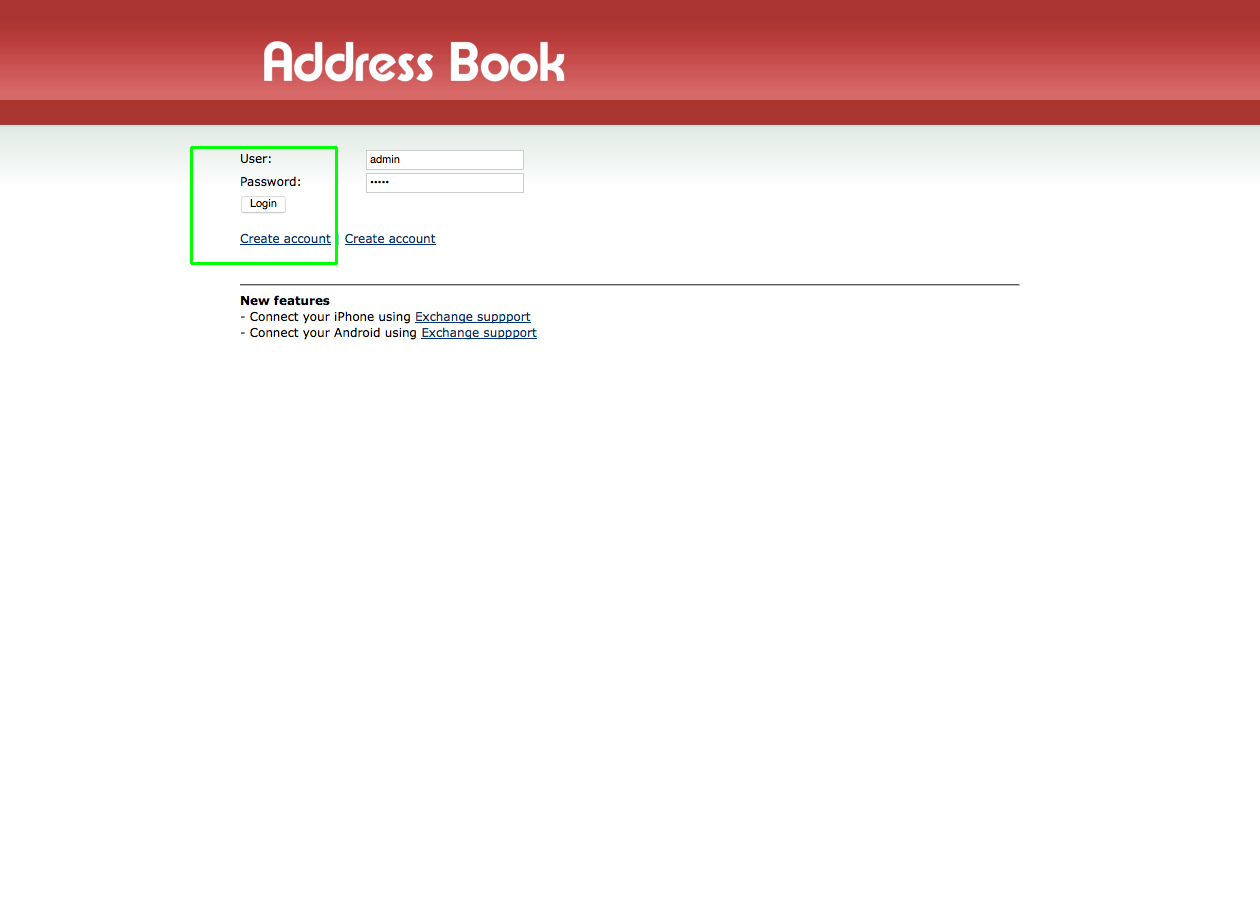 Address Book
User: admin
Password: •••••
Login
Create account | Create account
New features
- Connect your iPhone using Exchange suppport
- Connect your Android using Exchange suppport